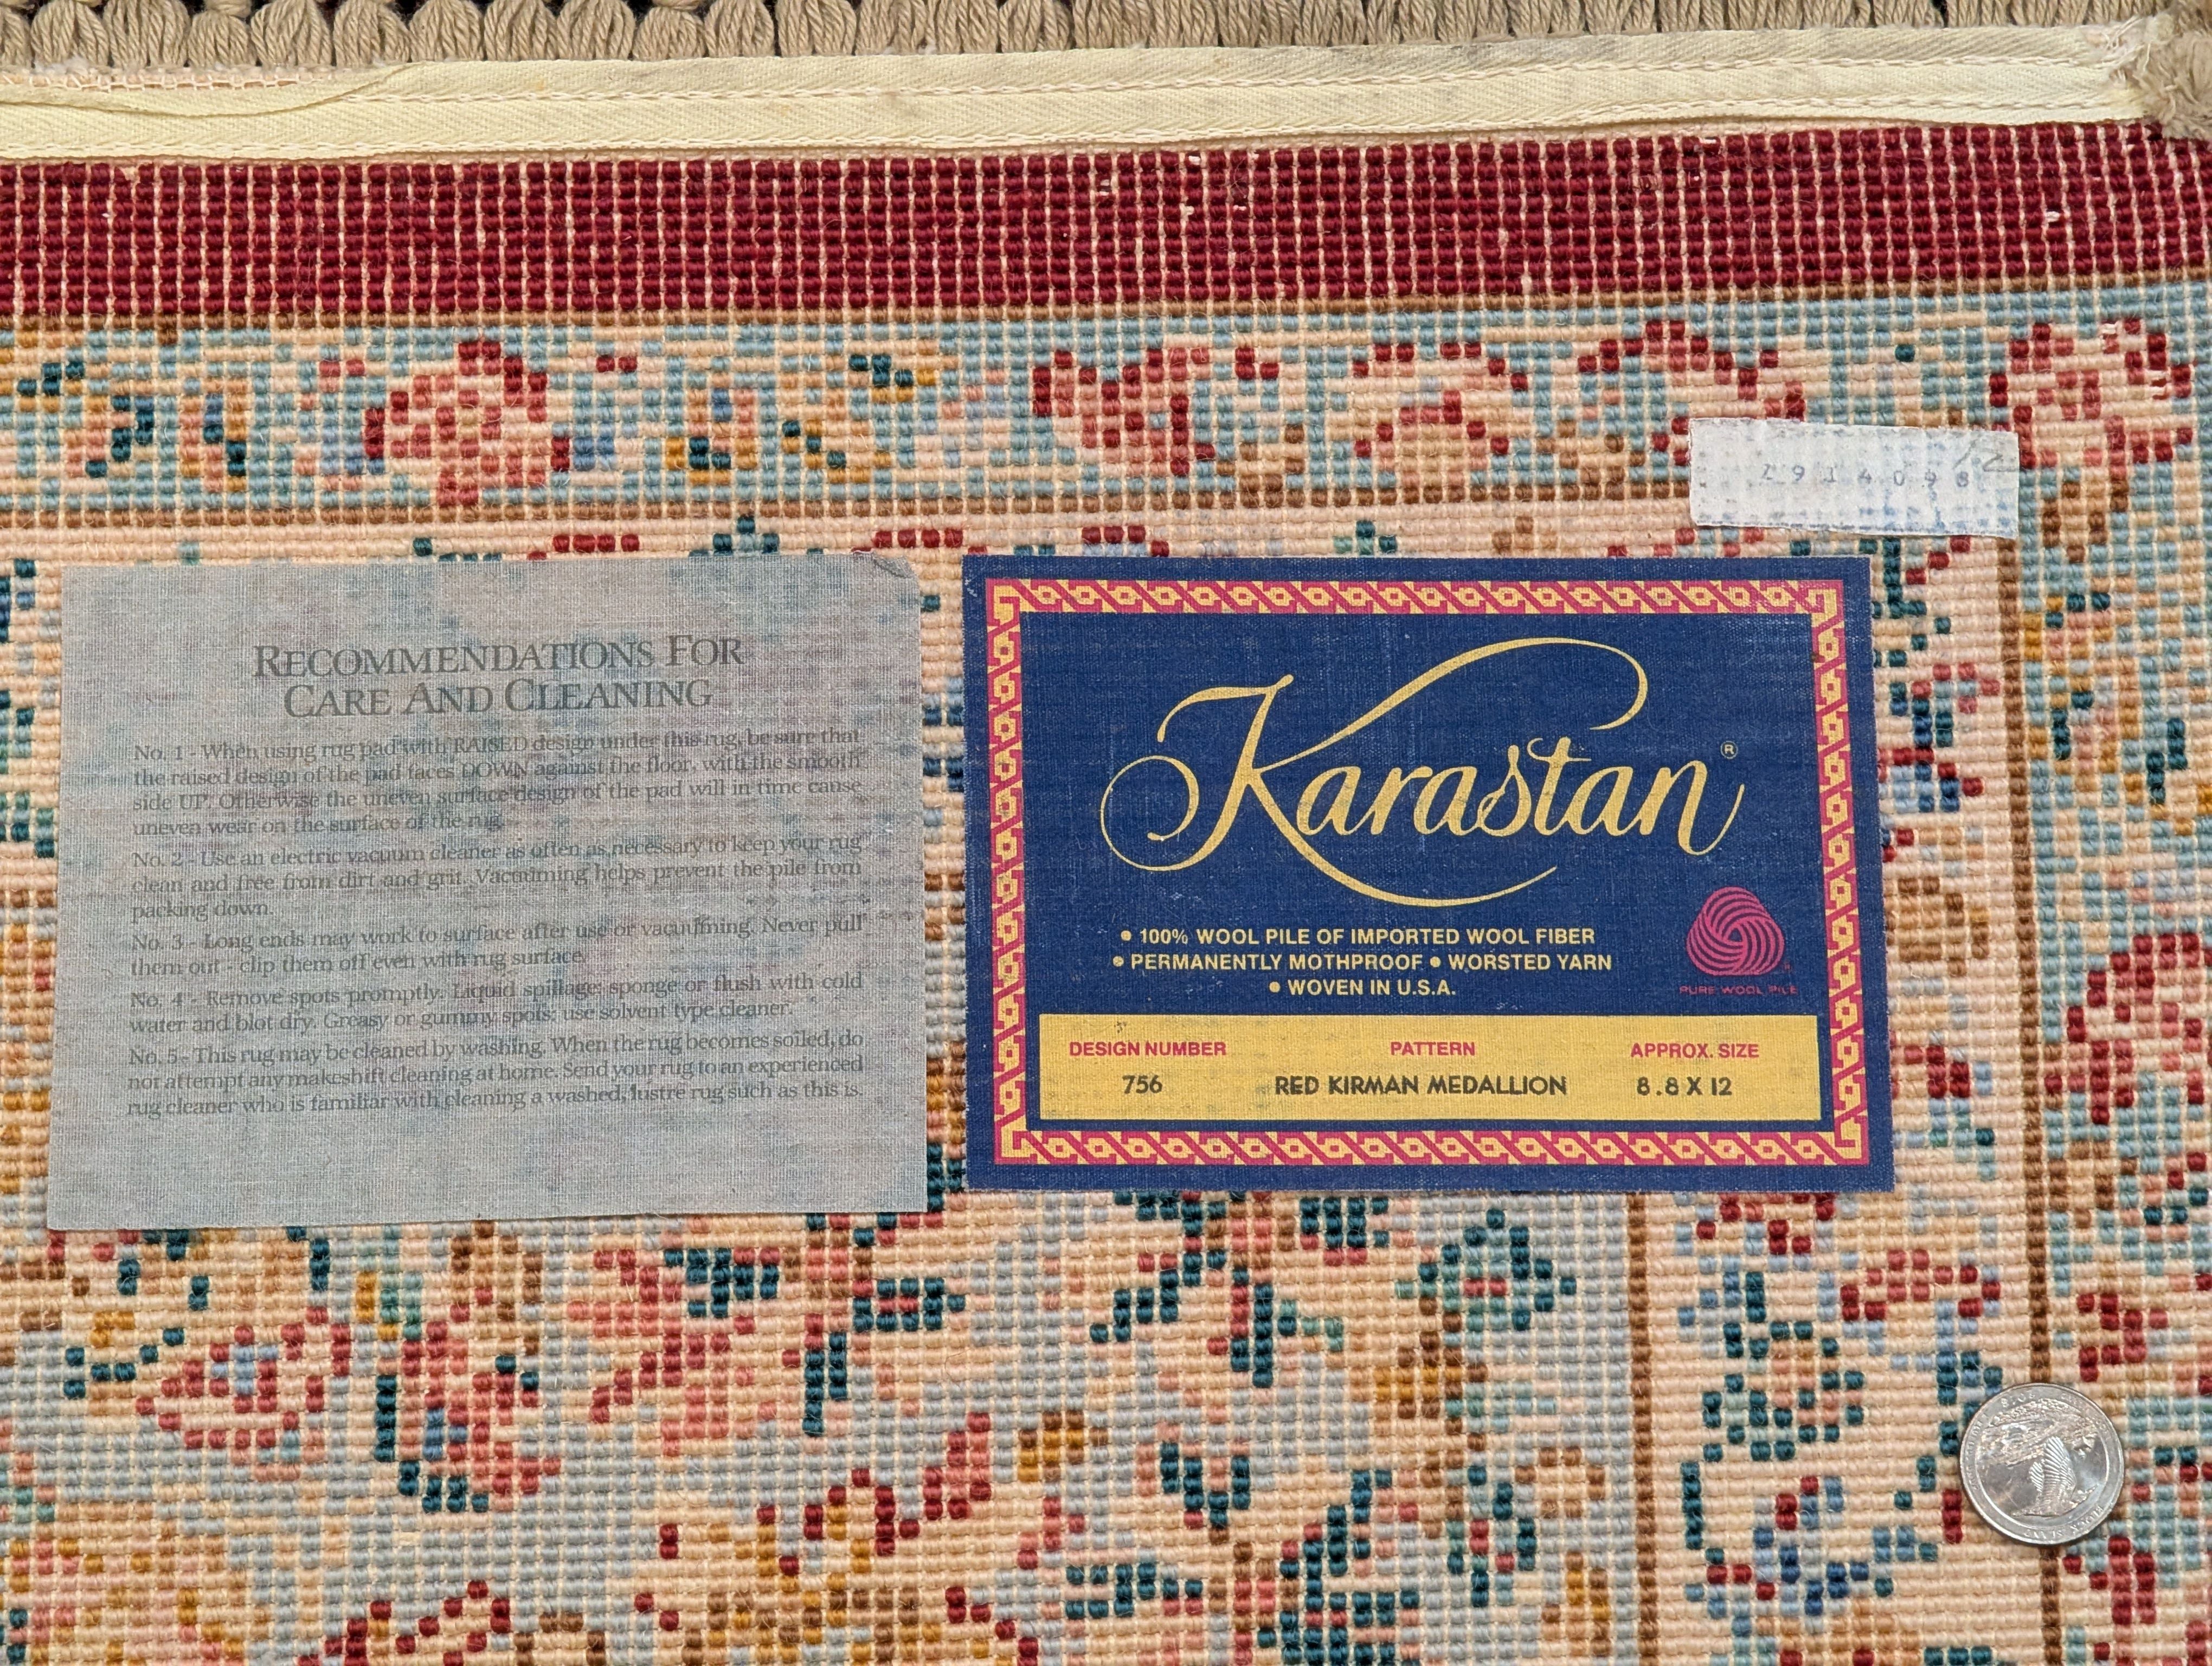 2914098
RECOMMENDATIONS FOR
CARE AND CLEANING
No. 1 - When using rug pad with RAISED design under this rug, be sure that
the raised design of the pad faces DOWN against the floor, with the smooth
side UP. Otherwise the uneven surface design of the pad will in time cause
uneven wear on the surface of the rug.
No. 2 - Use an electric vacuum cleaner as often as necessary to keep your rug
clean and free from dirt and grit. Vacuuming helps prevent the pile from
packing down.
No. 3 - Long ends may work to surface after use or vacuuming. Never pull
them out - clip them off even with rug surface.
No. 4 - Remove spots promptly. Liquid spillage; sponge or flush with cold
water and blot dry. Greasy or gummy spots; use solvent type cleaner.
No. 5 - This rug may be cleaned by washing. When the rug becomes soiled, do
not attempt any makeshift cleaning at home. Send your rug to an experienced
rug cleaner who is familiar with cleaning a washed, lustre rug such as this is.
Karastan®
• 100% WOOL PILE OF IMPORTED WOOL FIBER
• PERMANENTLY MOTHPROOF • WORSTED YARN
• WOVEN IN U.S.A.
PURE WOOL PILE
DESIGN NUMBER PATTERN APPROX. SIZE
756 RED KIRMAN MEDALLION 8.8 X 12